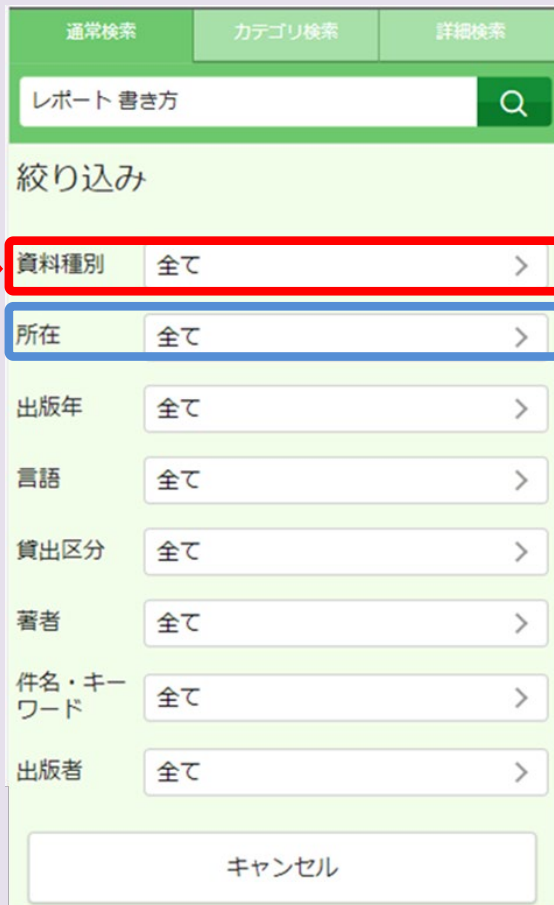 通常検索 カテゴリ検索 詳細検索
レポート 書き方
絞り込み
資料種別 全て
所在 全て
出版年 全て
言語 全て
貸出区分 全て
著者 全て
件名・キー
ワード 全て
出版者 全て
キャンセル